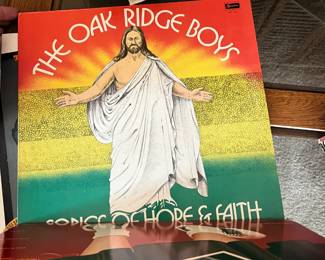 THE OAK RIDGE BOYS
SONGS OF HOPE & FAITH